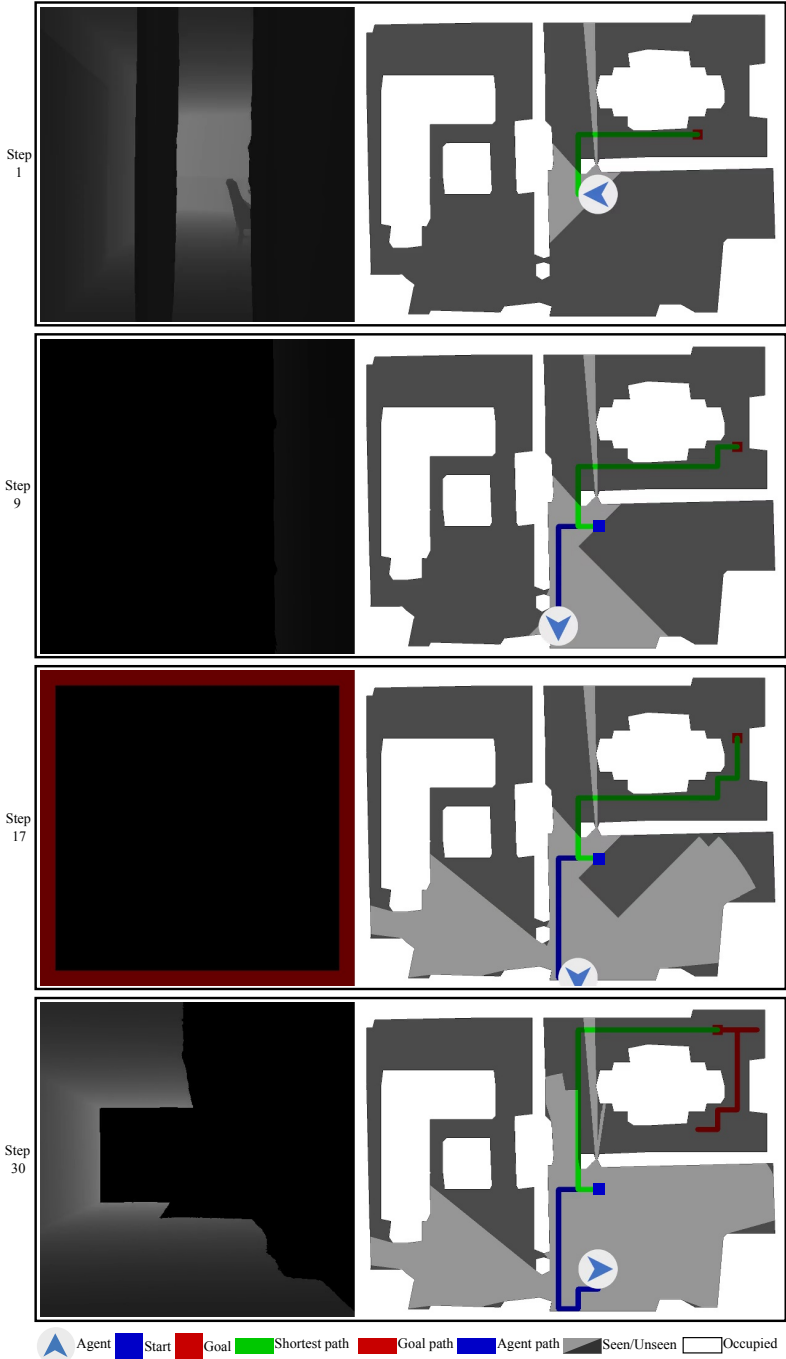 Step
1
Step
9
Step
17
Step
30
Agent Start Goal Shortest path Goal path Agent path Seen/Unseen Occupied